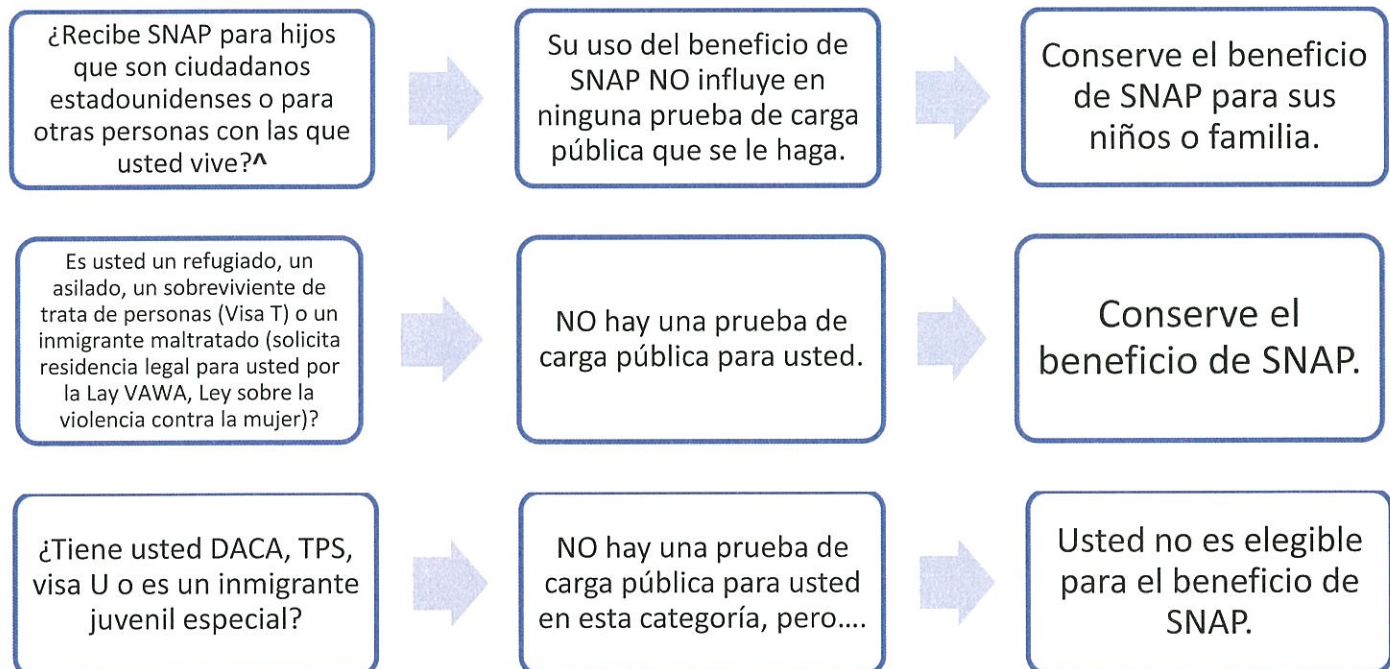 ¿Recibe SNAP para hijos
que son ciudadanos
estadounidenses o para
otras personas con las que
usted vive?^
Su uso del beneficio de
SNAP NO influye en
ninguna prueba de carga
pública que se le haga.
Conserve el beneficio
de SNAP para sus
niños o familia.
Es usted un refugiado, un
asilado, un sobreviviente de
trata de personas (Visa T) o un
inmigrante maltratado (solicita
residencia legal para usted por
la Lay VAWA, Ley sobre la
violencia contra la mujer)?
NO hay una prueba de
carga pública para usted.
Conserve el
beneficio de SNAP.
¿Tiene usted DACA, TPS,
visa U o es un inmigrante
juvenil especial?
NO hay una prueba de
carga pública para usted
en esta categoría, pero....
Usted no es elegible
para el beneficio de
SNAP.